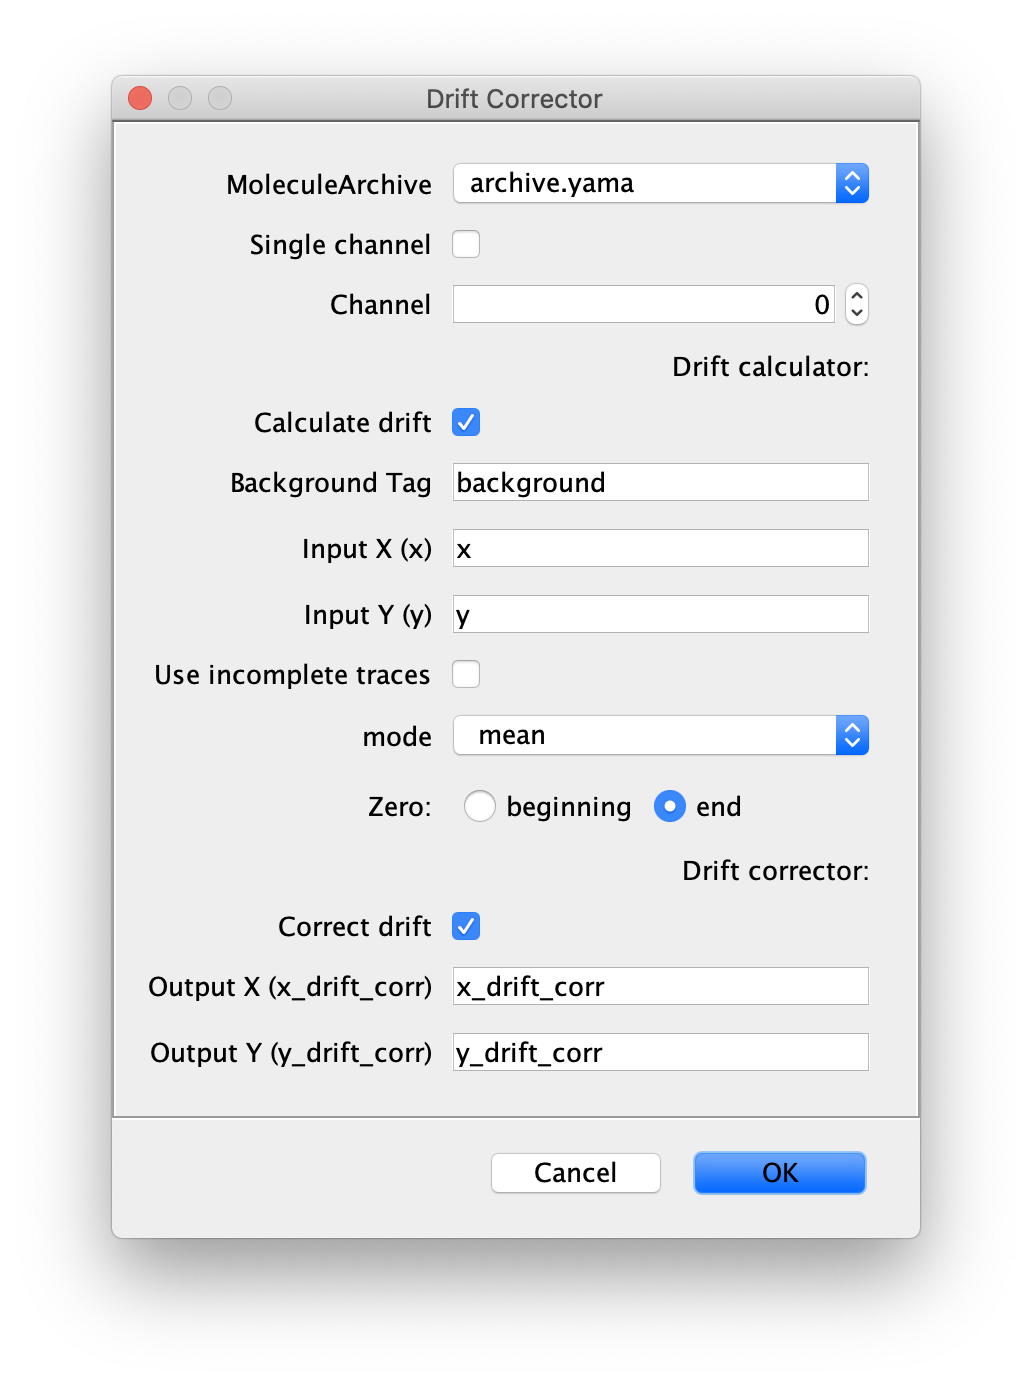 Drift Corrector
MoleculeArchive archive.yama
Single channel
Channel 0
Drift calculator:
Calculate drift
Background Tag background
Input X (x) x
Input Y (y) y
Use incomplete traces
mode mean
Zero: beginning end
Drift corrector:
Correct drift
Output X (x_drift_corr) x_drift_corr
Output Y (y_drift_corr) y_drift_corr
Cancel OK